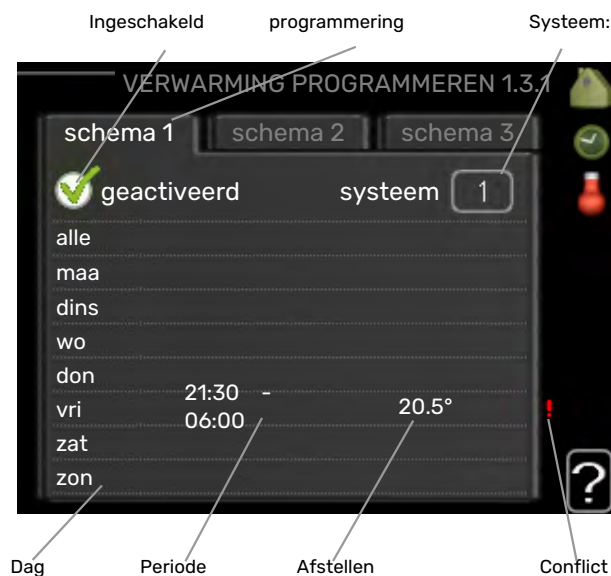 Ingeschakeld programmering Systeem:
VERWARMING PROGRAMMEREN 1.3.1
schema 1 schema 2 schema 3
geactiveerd systeem 1
alle
maa
dins
wo
don
vri 21:30 - 06:00 20.5° !
zat
zon
?
Dag Periode Afstellen Conflict